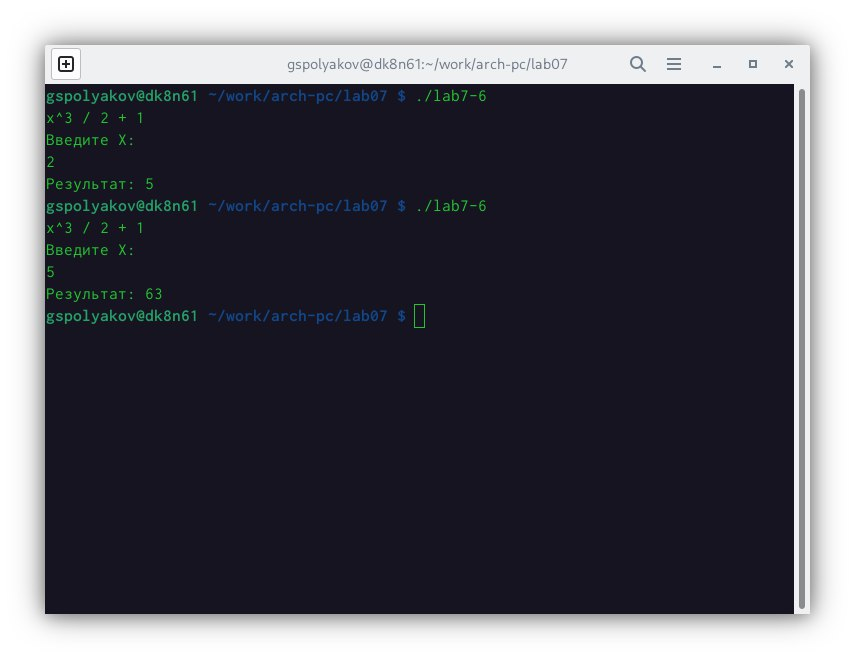 gspolyakov@dk8n61:~/work/arch-pc/lab07
gspolyakov@dk8n61 ~/work/arch-pc/lab07 $ ./lab7-6
x^3 / 2 + 1
Введите X:
2
Результат: 5
gspolyakov@dk8n61 ~/work/arch-pc/lab07 $ ./lab7-6
x^3 / 2 + 1
Введите X:
5
Результат: 63
gspolyakov@dk8n61 ~/work/arch-pc/lab07 $